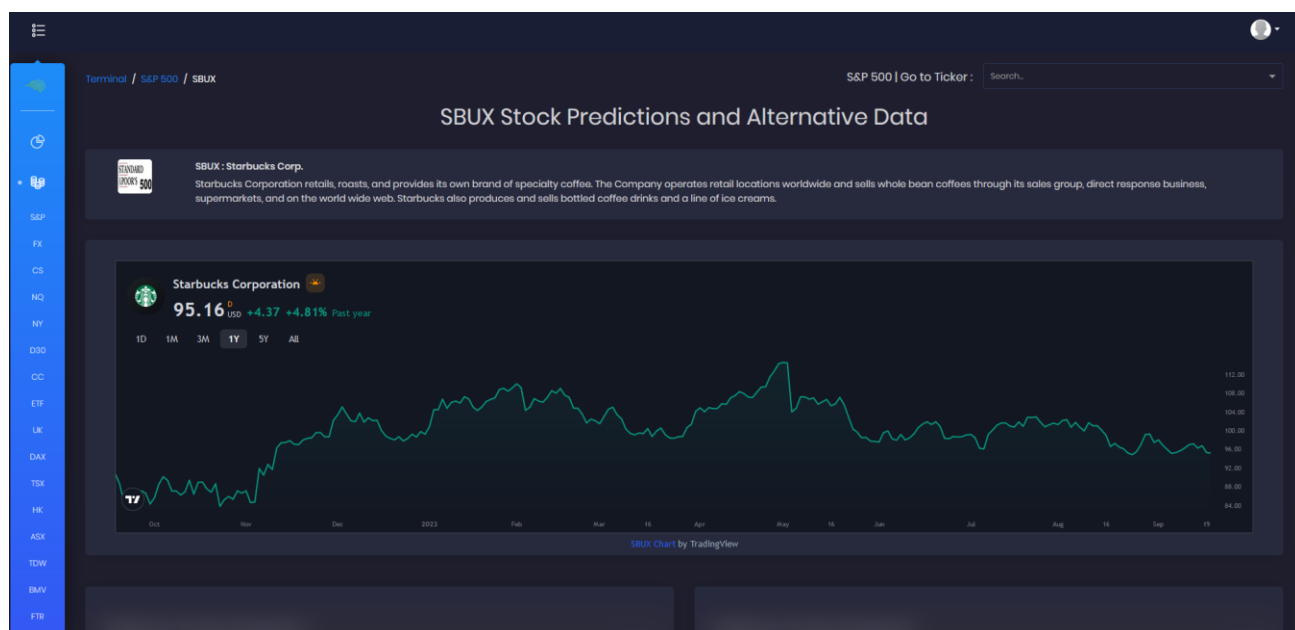 Terminal / S&P 500 / SBUX
S&P 500 | Go to Ticker :
Search..
SBUX Stock Predictions and Alternative Data
STANDARD
&POOR'S 500
SBUX : Starbucks Corp.
Starbucks Corporation retails, roasts, and provides its own brand of specialty coffee. The Company operates retail locations worldwide and sells whole bean coffees through its sales group, direct response business,
supermarkets, and on the world wide web. Starbucks also produces and sells bottled coffee drinks and a line of ice creams.
S&P
FX
CS
NQ
NY
D30
CC
ETF
UK
DAX
TSX
HK
ASX
TDW
BMV
FTR
Starbucks Corporation
95.16 D USD +4.37 +4.81% Past year
1D 1M 3M 1Y 5Y All
112.00
108.00
104.00
100.00
96.00
92.00
88.00
84.00
Oct Nov Dec 2023 Feb Mar 16 Apr May 16 Jun Jul Aug 16 Sep 19
SBUX Chart by TradingView